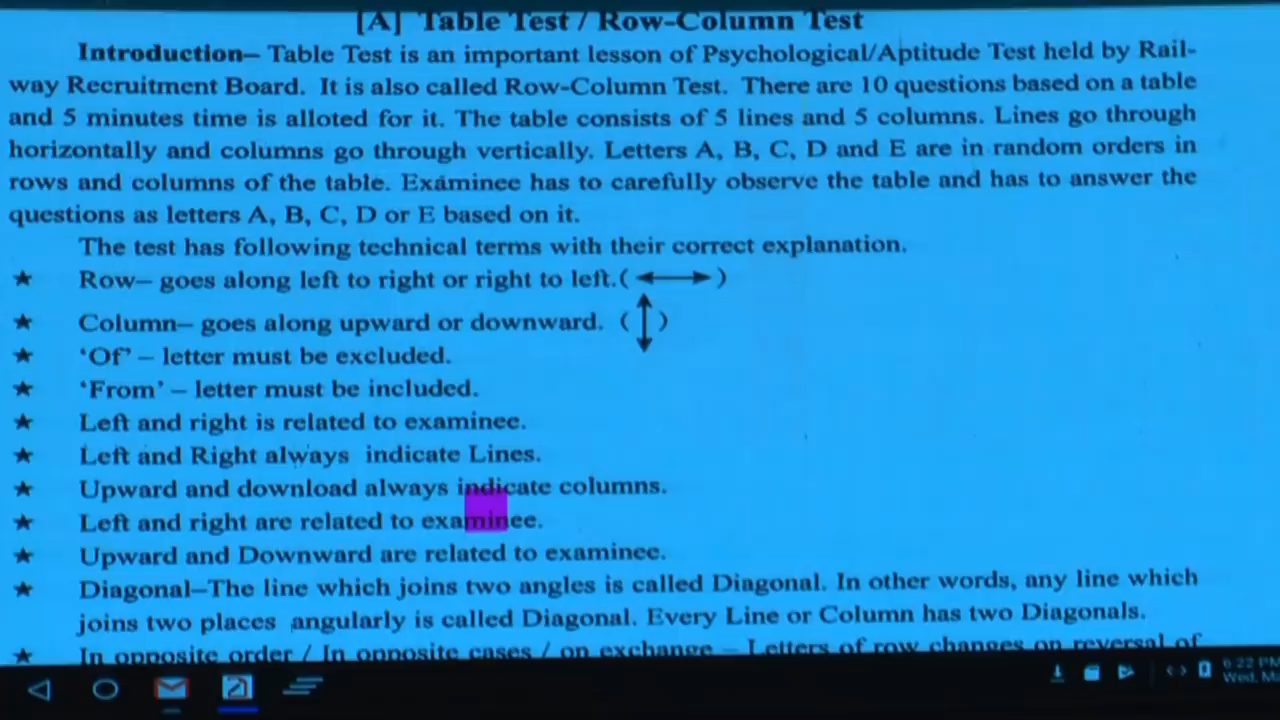 [A] Table Test / Row-Column Test
Introduction– Table Test is an important lesson of Psychological/Aptitude Test held by Rail-
way Recruitment Board. It is also called Row-Column Test. There are 10 questions based on a table
and 5 minutes time is alloted for it. The table consists of 5 lines and 5 columns. Lines go through
horizontally and columns go through vertically. Letters A, B, C, D and E are in random orders in
rows and columns of the table. Examinee has to carefully observe the table and has to answer the
questions as letters A, B, C, D or E based on it.
The test has following technical terms with their correct explanation.
★ Row– goes along left to right or right to left.(↔)
★ Column– goes along upward or downward. (↕)
★ ‘Of’ – letter must be excluded.
★ ‘From’ – letter must be included.
★ Left and right is related to examinee.
★ Left and Right always indicate Lines.
★ Upward and download always indicate columns.
★ Left and right are related to examinee.
★ Upward and Downward are related to examinee.
★ Diagonal–The line which joins two angles is called Diagonal. In other words, any line which
joins two places angularly is called Diagonal. Every Line or Column has two Diagonals.
★ In opposite order / In opposite cases / on exchange – Letters of row changes on reversal of
6:22 PM
Wed,